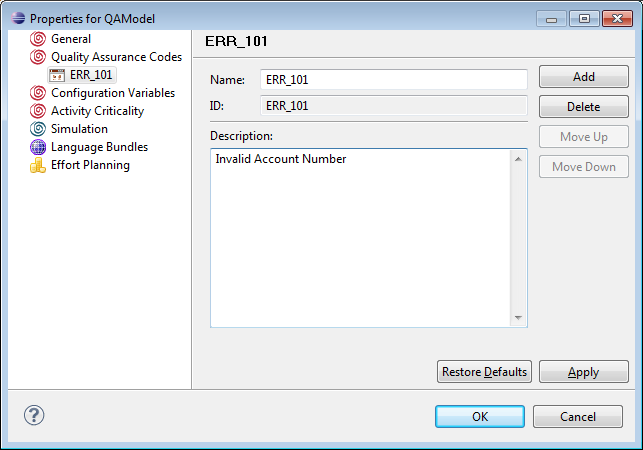 Properties for QAModel
General
Quality Assurance Codes
ERR_101
Configuration Variables
Activity Criticality
Simulation
Language Bundles
Effort Planning
ERR_101
Name: ERR_101
ID: ERR_101
Description:
Invalid Account Number
Add
Delete
Move Up
Move Down
Restore Defaults
Apply
OK
Cancel